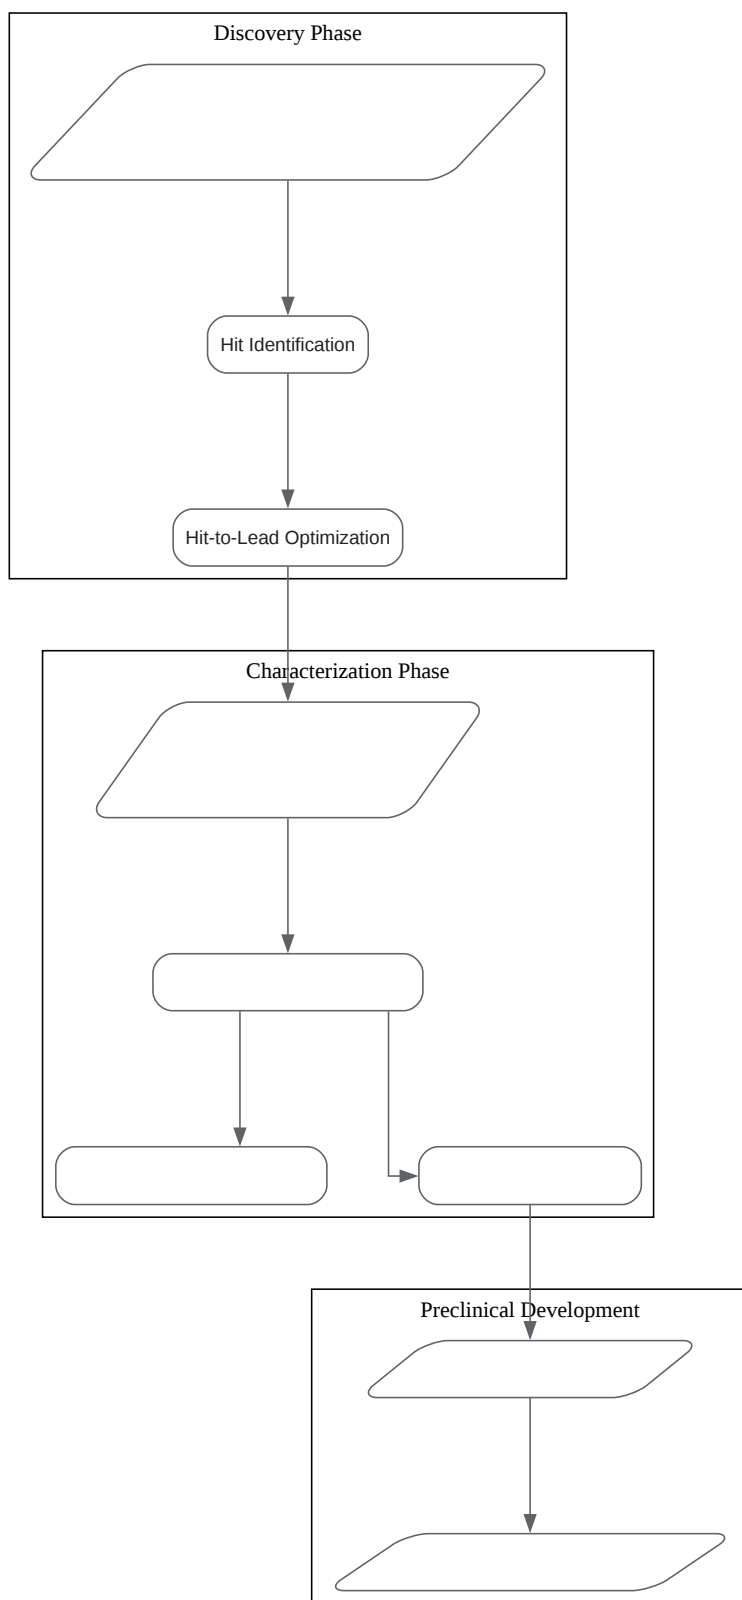 Discovery Phase
Hit Identification
Hit-to-Lead Optimization
Characterization Phase
Preclinical Development